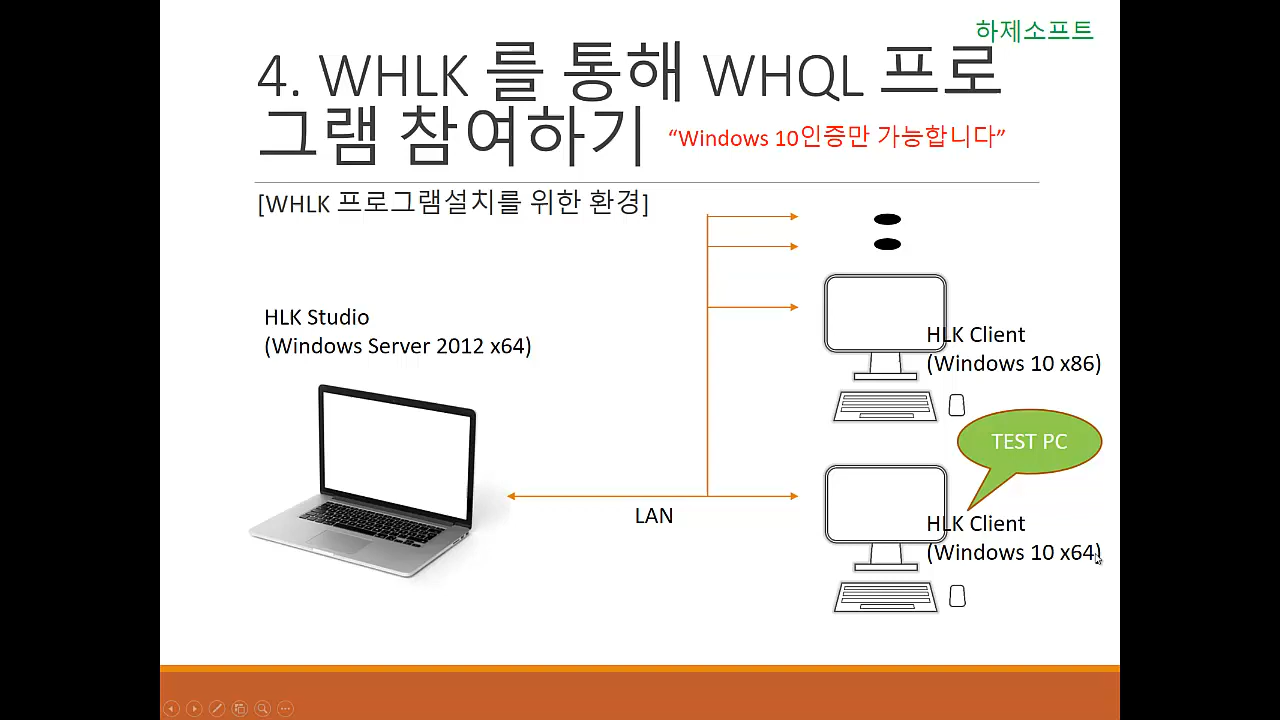 하제소프트
4. WHLK 를 통해 WHQL 프로
그램 참여하기 “Windows 10인증만 가능합니다”
[WHLK 프로그램설치를 위한 환경]
HLK Studio
(Windows Server 2012 x64)
HLK Client
(Windows 10 x86)
TEST PC
LAN
HLK Client
(Windows 10 x64)